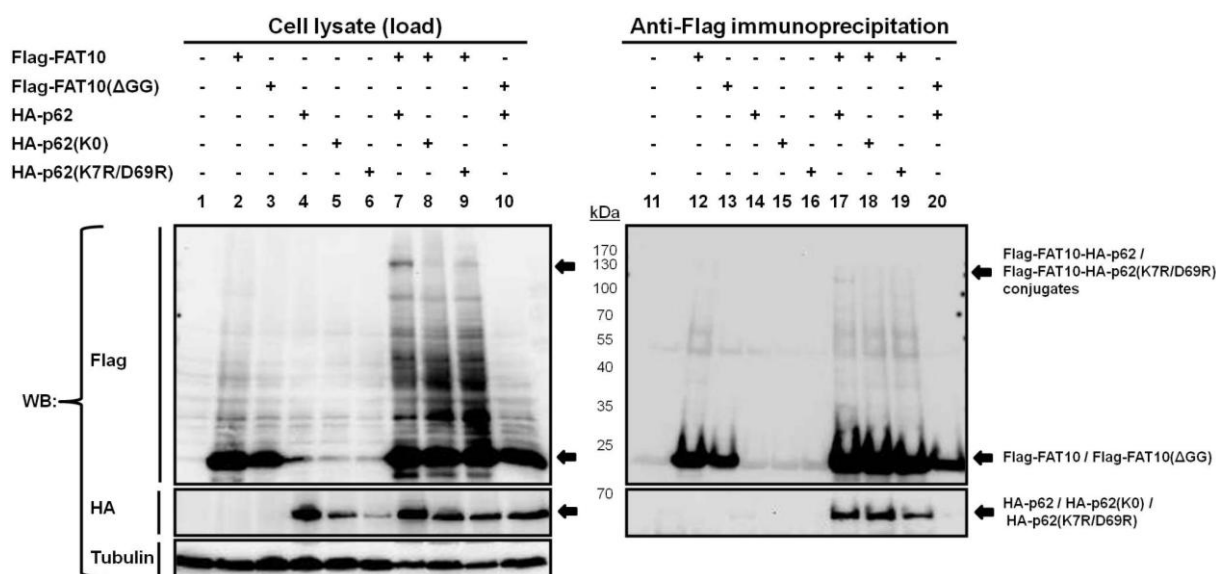 Cell lysate (load) Anti-Flag immunoprecipitation
Flag-FAT10 - + - - - - + + + - - + - - - - + + + -
Flag-FAT10(ΔGG) - - + - - - - - - + - - + - - - - - - +
HA-p62 - - - + - - + - - + - - - + - - + - - +
HA-p62(K0) - - - - + - - + - - - - - - + - - + - -
HA-p62(K7R/D69R) - - - - - + - - + - - - - - - + - - + -
1 2 3 4 5 6 7 8 9 10 11 12 13 14 15 16 17 18 19 20
kDa
170
130
100
70
55
40
35
25
70
Flag-FAT10-HA-p62 /
Flag-FAT10-HA-p62(K7R/D69R)
conjugates
Flag
WB:
Flag-FAT10 / Flag-FAT10(ΔGG)
HA
HA-p62 / HA-p62(K0) /
HA-p62(K7R/D69R)
Tubulin